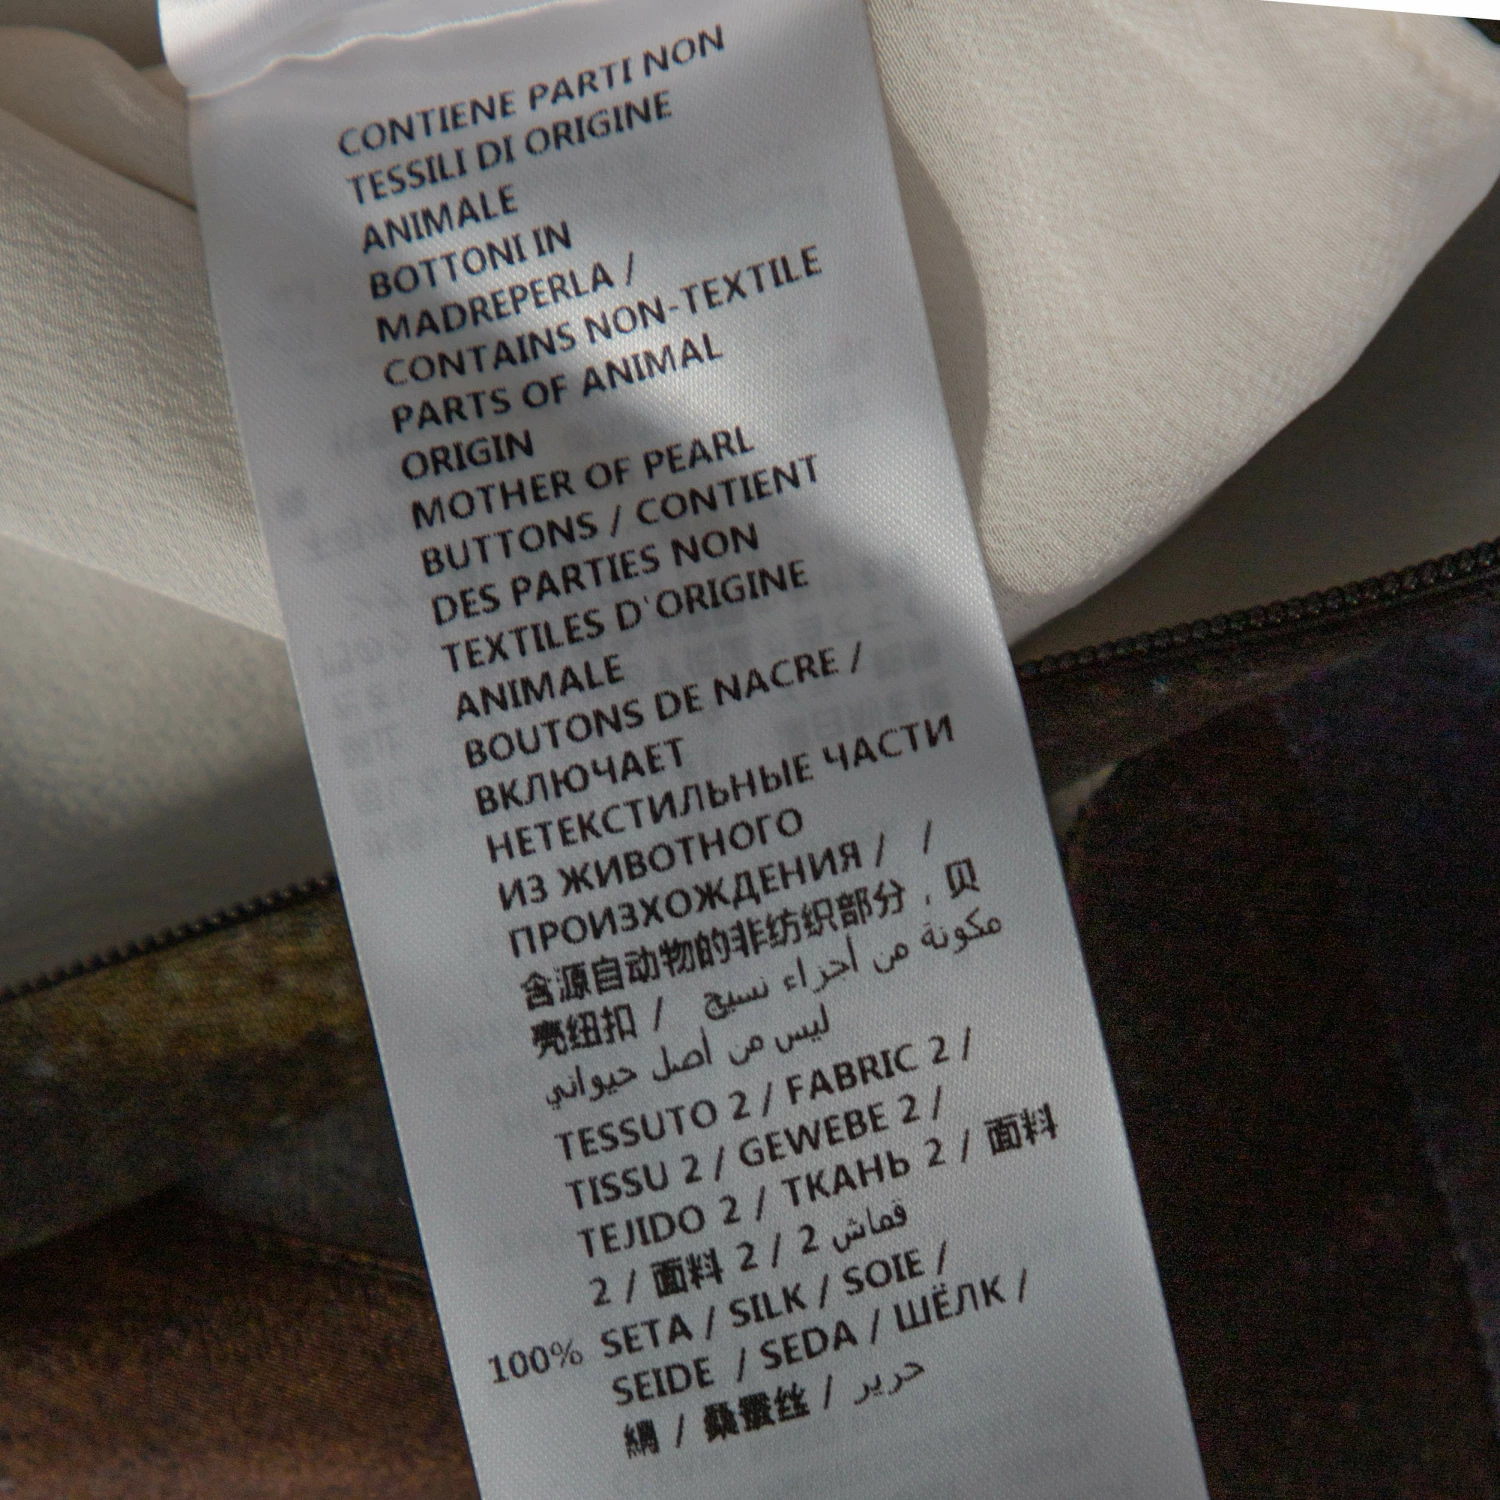 CONTIENE PARTI NON
TESSILI DI ORIGINE
ANIMALE
BOTTONI IN
MADREPERLA /
CONTAINS NON-TEXTILE
PARTS OF ANIMAL
ORIGIN
MOTHER OF PEARL
BUTTONS / CONTIENT
DES PARTIES NON
TEXTILES D'ORIGINE
ANIMALE
BOUTONS DE NACRE /
ВКЛЮЧАЕТ
НЕТЕКСТИЛЬНЫЕ ЧАСТИ
ИЗ ЖИВОТНОГО
ПРОИЗХОЖДЕНИЯ / /
含源自动物的非纺织部分 , 贝
壳纽扣 / مكونة من أجزاء نسيج
ليس من أصل حيواني
TESSUTO 2 / FABRIC 2 /
TISSU 2 / GEWEBE 2 /
TEJIDO 2 / ТКАНЬ 2 / 面料
2 / 面料 2 / قماش 2
100% SETA / SILK / SOIE /
SEIDE / SEDA / ШЁЛК /
絹 / 桑蚕丝 / حرير